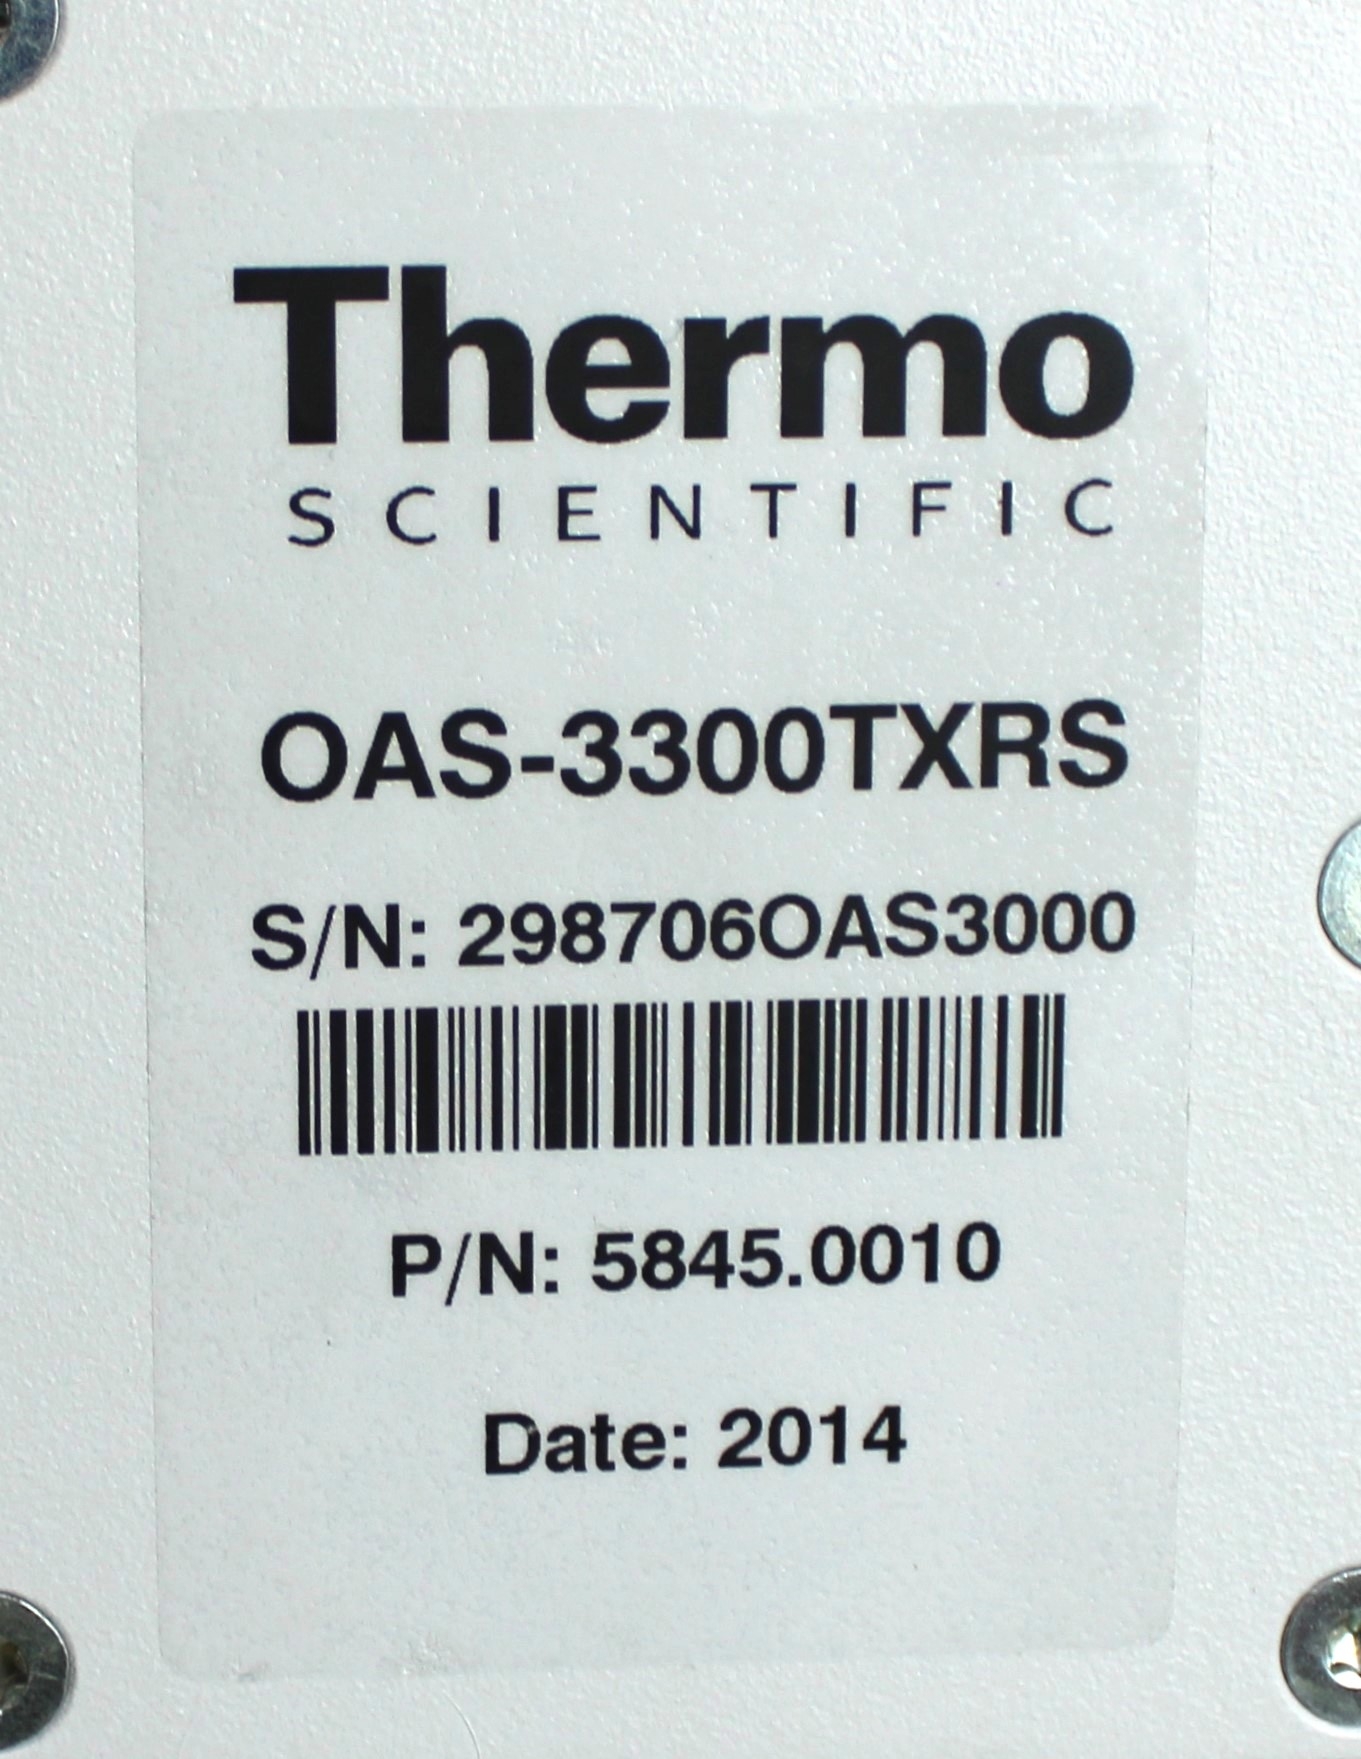 Thermo
SCIENTIFIC
OAS-3300TXRS
S/N: 298706OAS3000
P/N: 5845.0010
Date: 2014